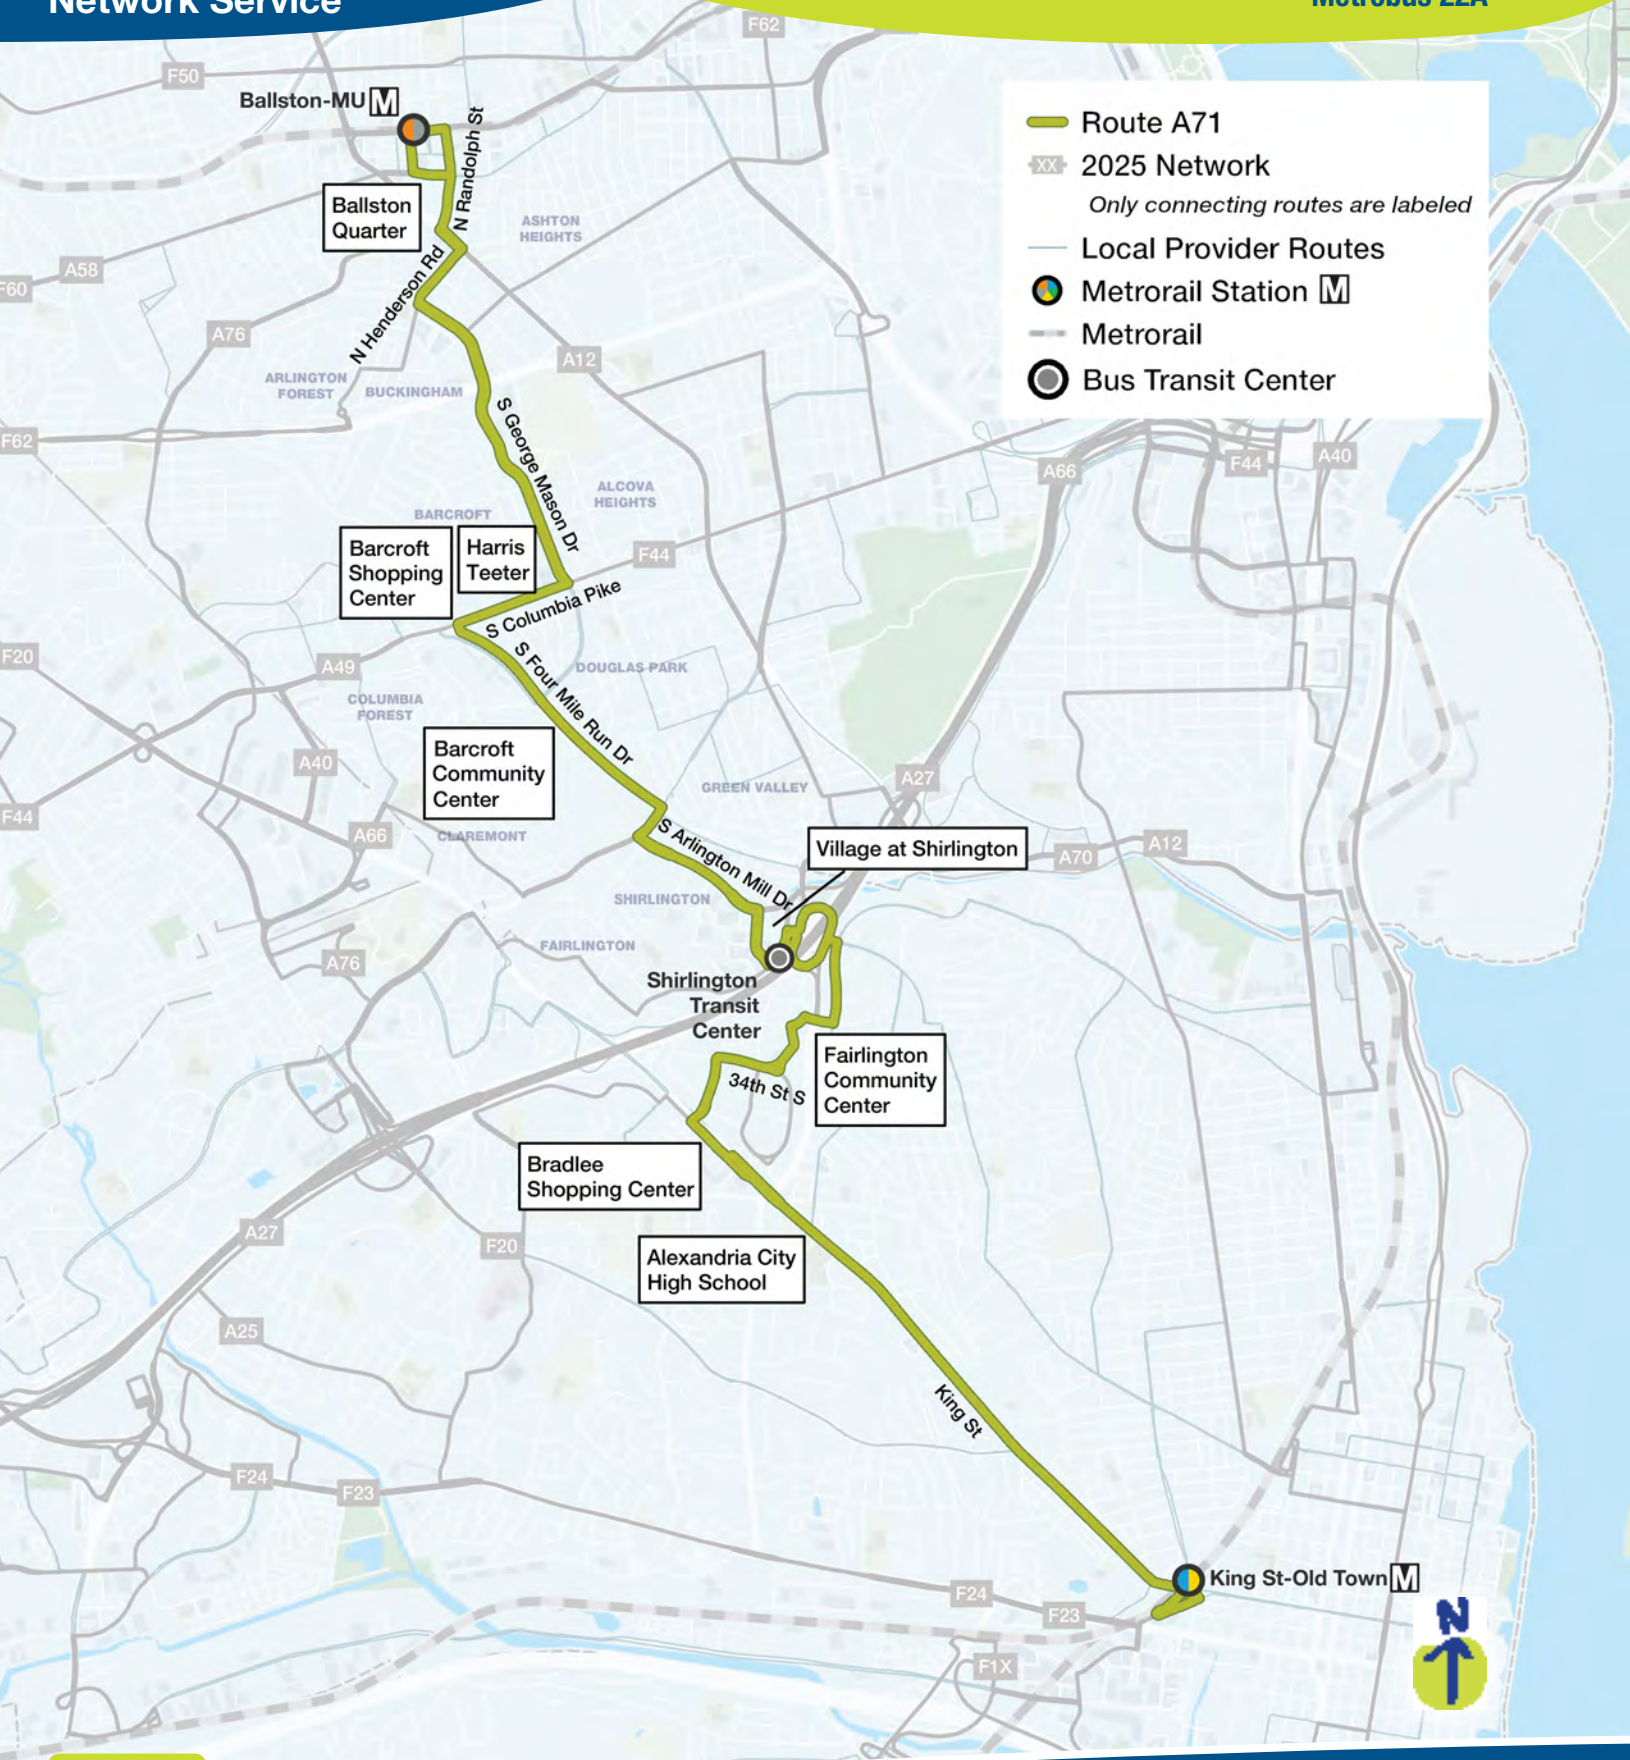 Network Service
Metrobus 22A
F62
F50
Ballston-MU M
N Randolph St
Route A71
XX 2025 Network
Only connecting routes are labeled
Local Provider Routes
Metrorail Station M
Metrorail
Bus Transit Center
Ballston
Quarter
ASHTON
HEIGHTS
A58
F60
N Henderson Rd
A76
A12
ARLINGTON
FOREST
BUCKINGHAM
F62
S George Mason Dr
A66
F44
A40
ALCOVA
HEIGHTS
BARCROFT
Barcroft
Shopping
Center
Harris
Teeter
F44
S Columbia Pike
F20
A49
S Four Mile Run Dr
DOUGLAS PARK
COLUMBIA
FOREST
Barcroft
Community
Center
A40
GREEN VALLEY
A27
F44
A66
CLAREMONT
S Arlington Mill Dr
Village at Shirlington
A70
A12
SHIRLINGTON
FAIRLINGTON
A76
Shirlington
Transit
Center
Fairlington
Community
Center
34th St S
Bradlee
Shopping Center
A27
F20
Alexandria City
High School
A25
King St
F24
F23
King St-Old Town M
F24
F23
N
F1X